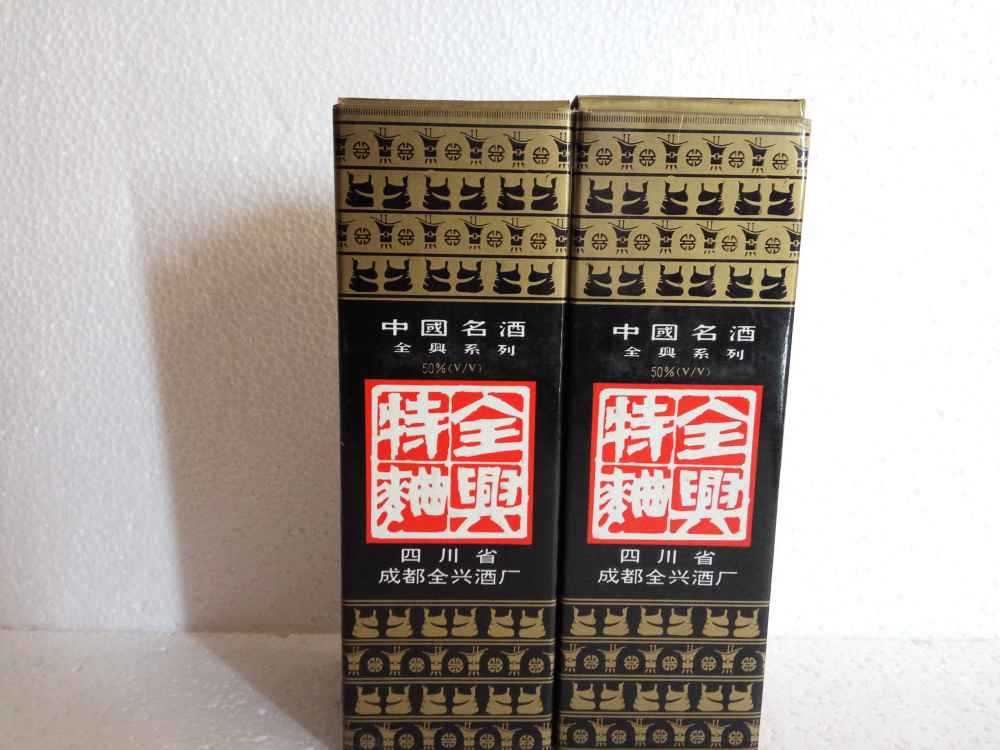 中國名酒
全興系列
50%(V/V)
全興
特麯
四川省
成都全兴酒厂
中國名酒
全興系列
50%(V/V)
全興
特麯
四川省
成都全兴酒厂